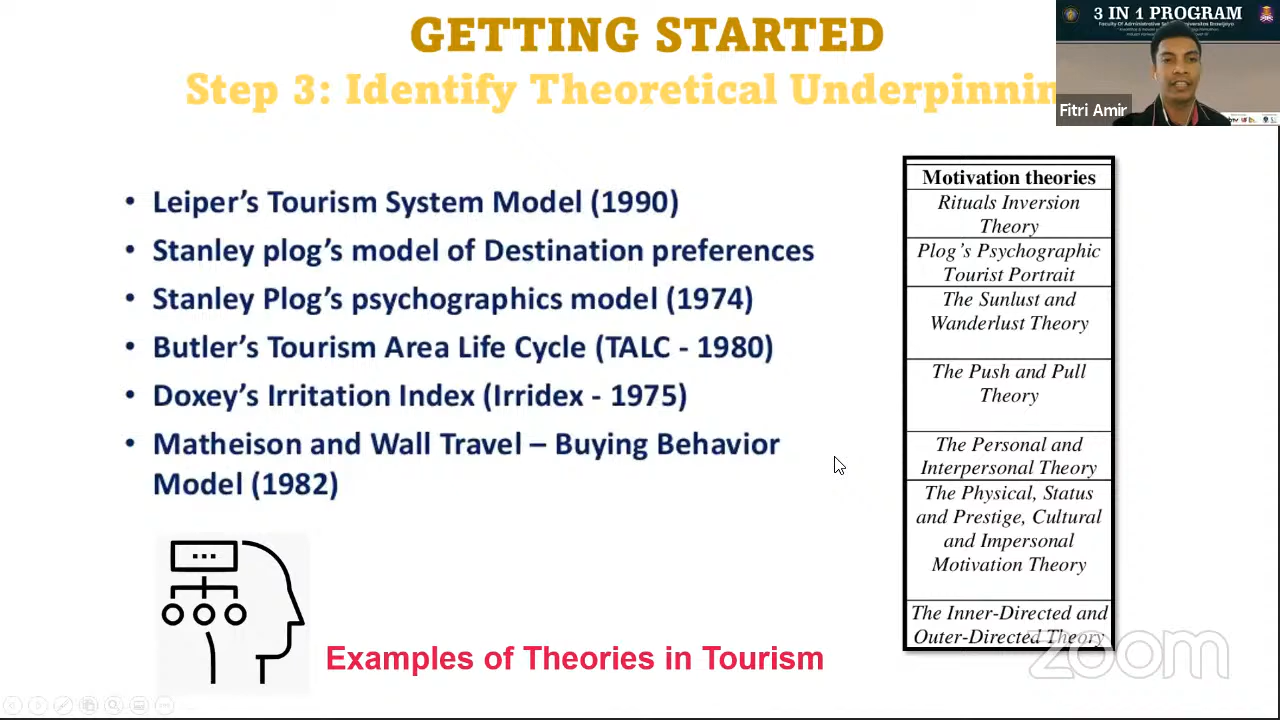 GETTING STARTED
Step 3: Identify Theoretical Underpinnin
3 IN 1 PROGRAM
Fitri Amir
• Leiper's Tourism System Model (1990)
• Stanley plog's model of Destination preferences
• Stanley Plog's psychographics model (1974)
• Butler's Tourism Area Life Cycle (TALC - 1980)
• Doxey's Irritation Index (Irridex - 1975)
• Matheison and Wall Travel – Buying Behavior
Model (1982)
Motivation theories
Rituals Inversion
Theory
Plog's Psychographic
Tourist Portrait
The Sunlust and
Wanderlust Theory
The Push and Pull
Theory
The Personal and
Interpersonal Theory
The Physical, Status
and Prestige, Cultural
and Impersonal
Motivation Theory
The Inner-Directed and
Outer-Directed Theory
Examples of Theories in Tourism
zoom